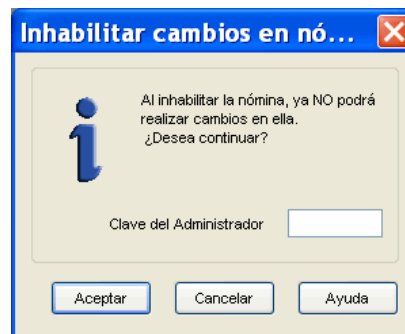 Inhabilitar cambios en nó...
Al inhabilitar la nómina, ya NO podrá
realizar cambios en ella.
¿Desea continuar?
Clave del Administrador
Aceptar Cancelar Ayuda